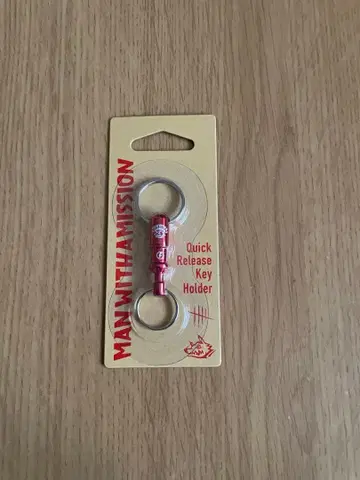 MAN WITH A MISSION
Quick
Release
Key
Holder